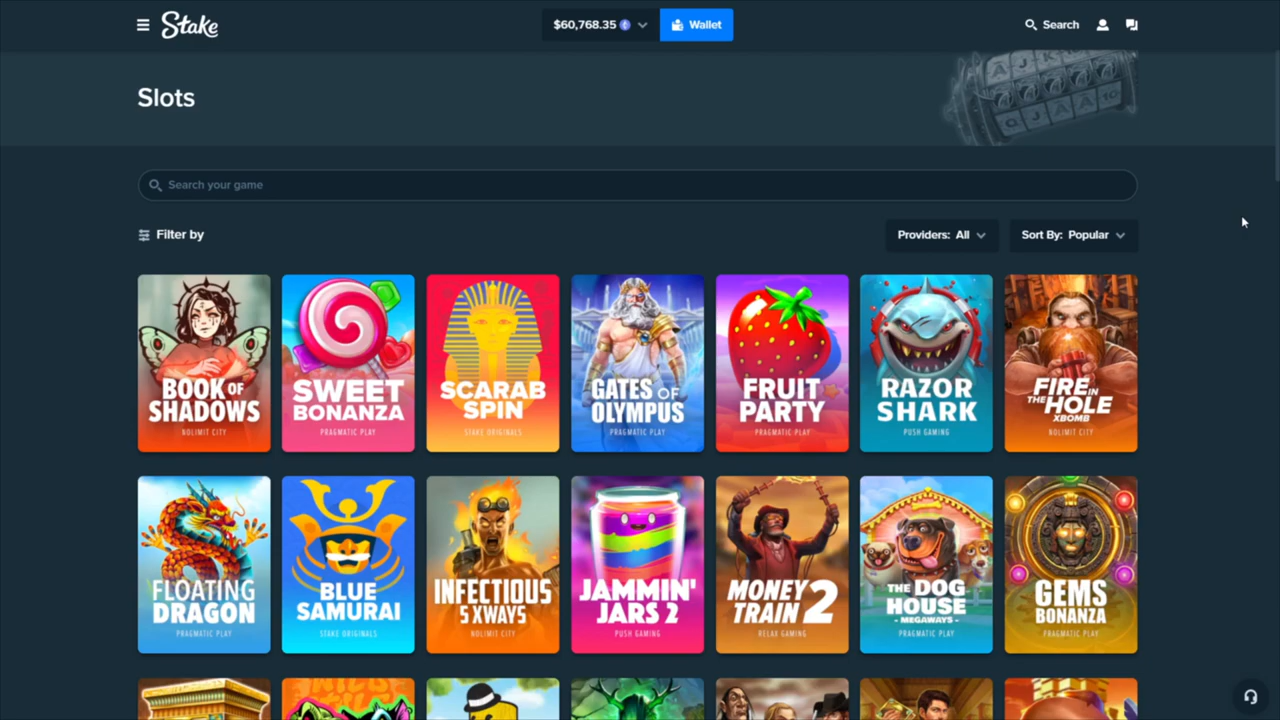 Stake
$60,768.35
Wallet
Search
Slots
Search your game
Filter by
Providers: All
Sort By: Popular
BOOK OF
SHADOWS
NOLIMIT CITY
SWEET
BONANZA
PRAGMATIC PLAY
SCARAB
SPIN
STAKE ORIGINALS
GATES OF
OLYMPUS
PRAGMATIC PLAY
FRUIT
PARTY
PRAGMATIC PLAY
RAZOR
SHARK
PUSH GAMING
FIRE IN
THE HOLE
XBOMB
NOLIMIT CITY
FLOATING
DRAGON
PRAGMATIC PLAY
BLUE
SAMURAI
STAKE ORIGINALS
INFECTIOUS
5 XWAYS
NOLIMIT CITY
JAMMIN'
JARS 2
PUSH GAMING
MONEY
TRAIN 2
RELAX GAMING
THE DOG
HOUSE
- MEGAWAYS -
PRAGMATIC PLAY
GEMS
BONANZA
PRAGMATIC PLAY